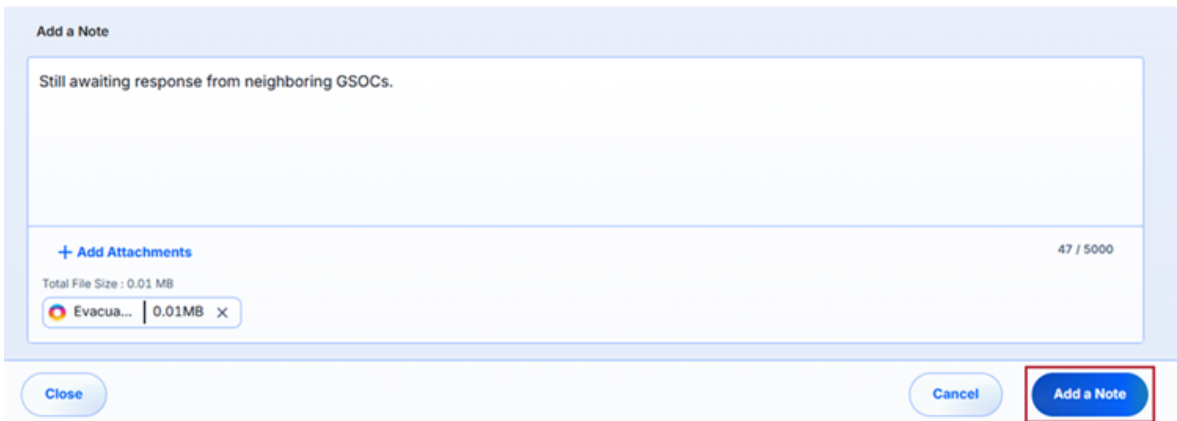 Add a Note
Still awaiting response from neighboring GSOCs.
+ Add Attachments
47 / 5000
Total File Size : 0.01 MB
Evacua... 0.01MB ×
Close
Cancel
Add a Note